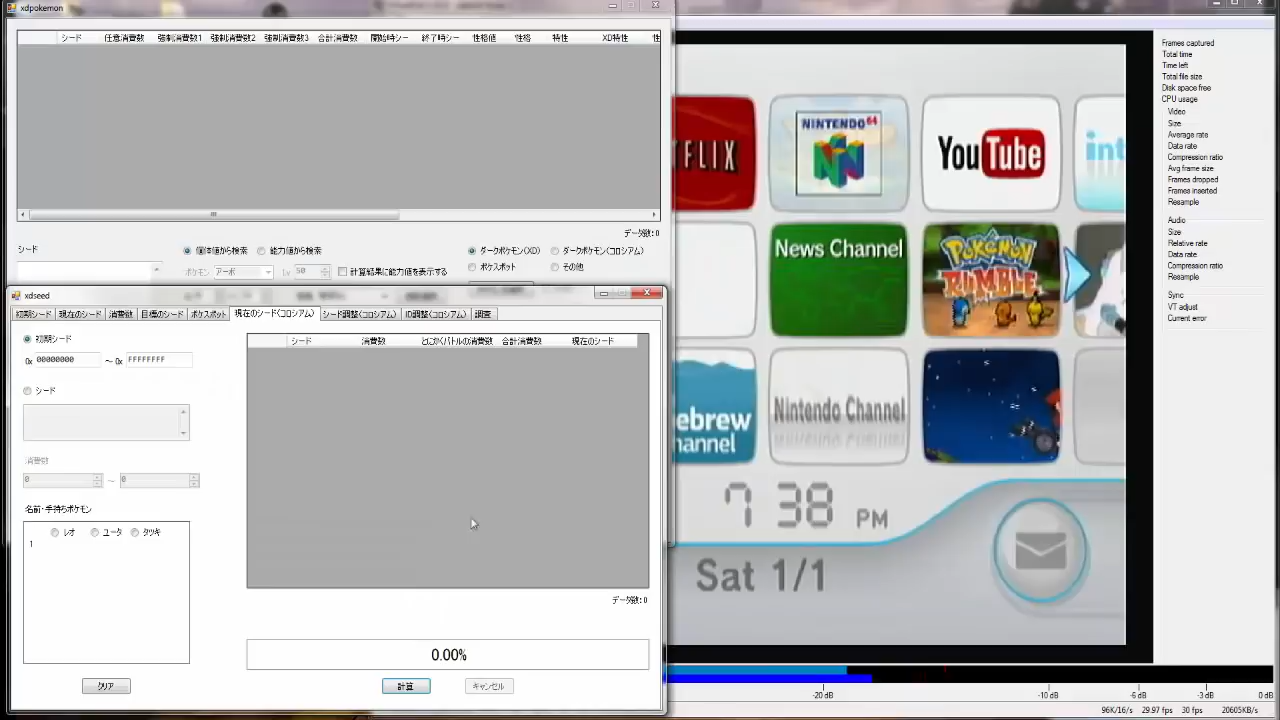 xdpokemon
シード 任意消費数 強制消費数1 強制消費数2 強制消費数3 合計消費数 開始時シー 終了時シー 性格値 性格 特性 XD特性 性
データ数:0
シード
個体値から検索 能力値から検索
ポケモン アーボ Lv 50 計算結果に能力値を表示する
ダークポケモン(XD) ダークポケモン(コロシアム)
ポケスポット その他
xdseed
初期シード 現在のシード 消費数 目標のシード ポケスポット 現在のシード(コロシアム) シード調整(コロシアム) ID調整(コロシアム) 調査
初期シード
0x 00000000 ~ 0x FFFFFFFF
シード
消費数
0 ~ 0
名前・手持ちポケモン
レオ ユータ タツキ
1
クリア
シード 消費数 とにかくバトルの消費数 合計消費数 現在のシード
データ数:0
0.00%
計算 キャンセル
FLIX
NINTENDO 64
YouTube
int
News Channel
POKéMON RUMBLE
ebrew
hannel
Nintendo Channel
7 38 PM
Sat 1/1
Frames captured
Total time
Time left
Total file size
Disk space free
CPU usage
Video
Size
Average rate
Data rate
Compression ratio
Avg frame size
Frames dropped
Frames inserted
Resample
Audio
Size
Relative rate
Data rate
Compression ratio
Resample
Sync
VT adjust
Current error
-20dB -10dB -6dB -3dB 0dB
96K/16/s 29.97 fps 30 fps 20605KB/s